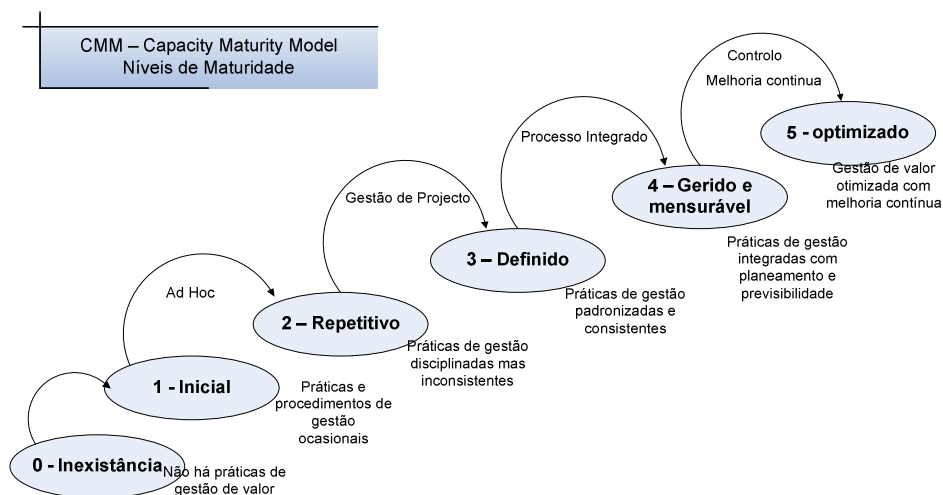 CMM – Capacity Maturity Model
Níveis de Maturidade
Controlo
Melhoria continua
5 - optimizado
Gestão de valor
otimizada com
melhoria contínua
Processo Integrado
4 – Gerido e
mensurável
Práticas de gestão
integradas com
planeamento e
previsibilidade
Gestão de Projecto
3 – Definido
Práticas de gestão
padronizadas e
consistentes
Ad Hoc
2 – Repetitivo
Práticas de gestão
disciplinadas mas
inconsistentes
1 - Inicial
Práticas e
procedimentos de
gestão
ocasionais
0 - Inexistância
Não há práticas de
gestão de valor